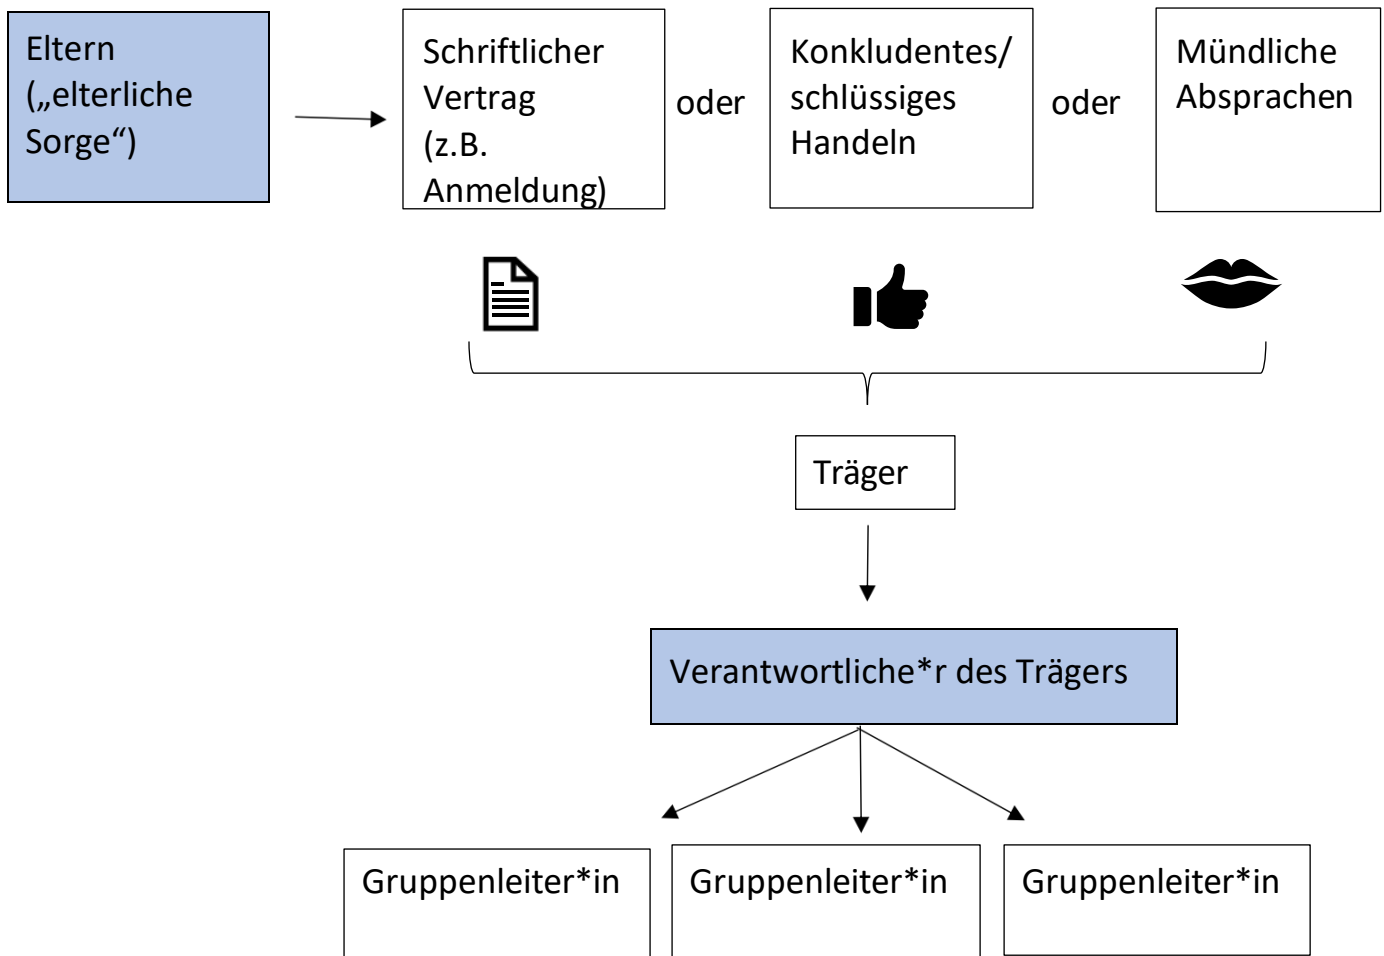 Eltern
(„elterliche
Sorge“)
Schriftlicher
Vertrag
(z.B.
Anmeldung)
oder
Konkludentes/
schlüssiges
Handeln
oder
Mündliche
Absprachen
Träger
Verantwortliche*r des Trägers
Gruppenleiter*in
Gruppenleiter*in
Gruppenleiter*in